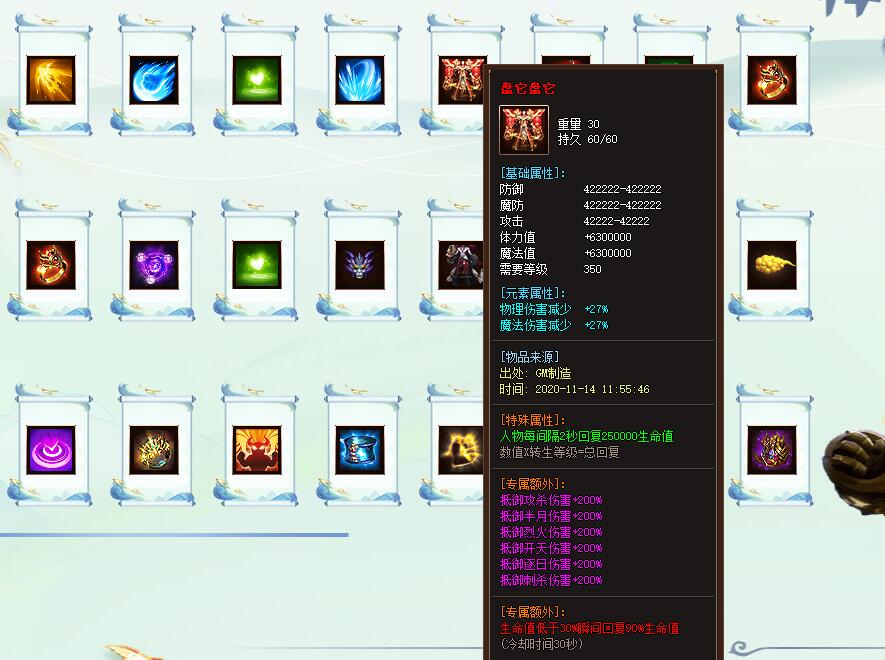 盘它盘它
重量 30
持久 60/60
[基础属性]:
防御 422222-422222
魔防 422222-422222
攻击 42222-42222
体力值 +6300000
魔法值 +6300000
需要等级 350
[元素属性]:
物理伤害减少 +27%
魔法伤害减少 +27%
[物品来源]
出处: GM制造
时间: 2020-11-14 11:55:46
[特殊属性]:
人物每间隔2秒回复250000生命值
数值X转生等级=总回复
[专属额外]:
抵御攻杀伤害+200%
抵御半月伤害+200%
抵御烈火伤害+200%
抵御开天伤害+200%
抵御逐日伤害+200%
抵御刺杀伤害+200%
[专属额外]:
生命值低于30%瞬间回复90%生命值
(冷却时间30秒)